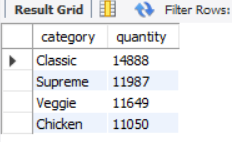 Result Grid Filter Rows:
category quantity
Classic 14888
Supreme 11987
Veggie 11649
Chicken 11050